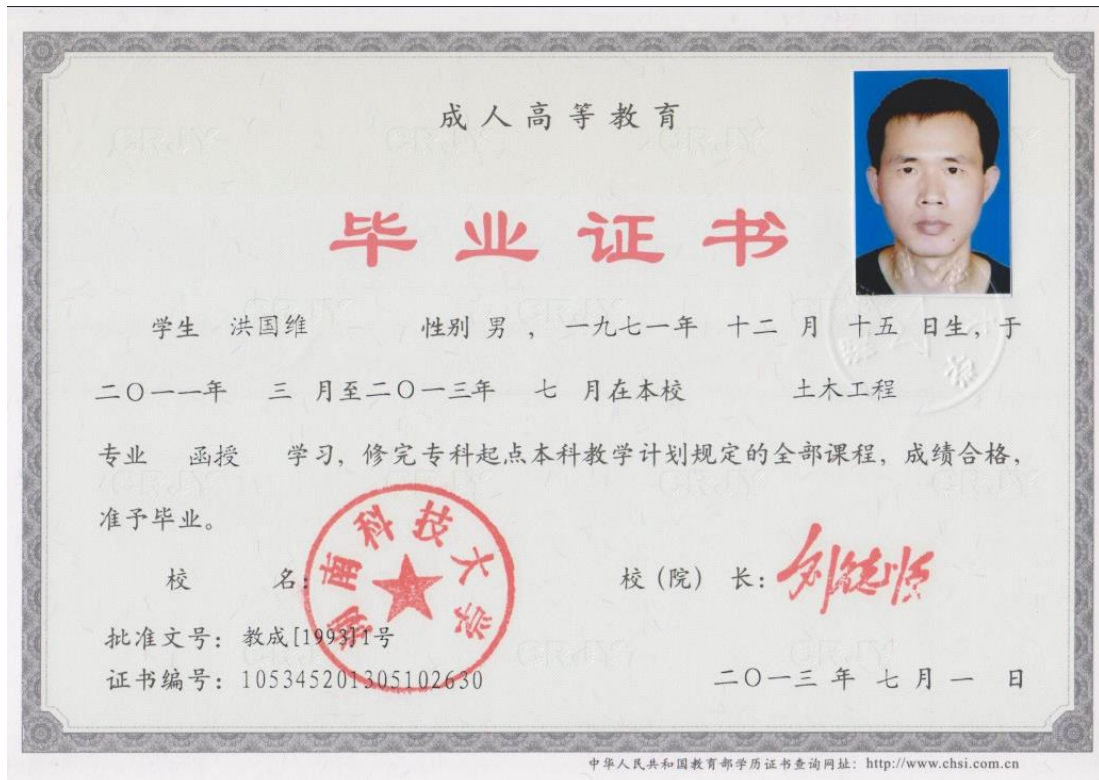 成人高等教育
毕业证书
学生 洪国维 性别 男 ，一九七一年 十二 月 十五 日生，于
二〇一一年 三 月至二〇一三年 七 月在本校 土木工程
专业 函授 学习，修完专科起点本科教学计划规定的全部课程，成绩合格，
准予毕业。
校 名：
湖南科技大学
校（院） 长：
批准文号：教成[1993]1号
证书编号：105345201305102630
二〇一三 年 七 月 一 日
中华人民共和国教育部学历证书查询网址：http://www.chsi.com.cn